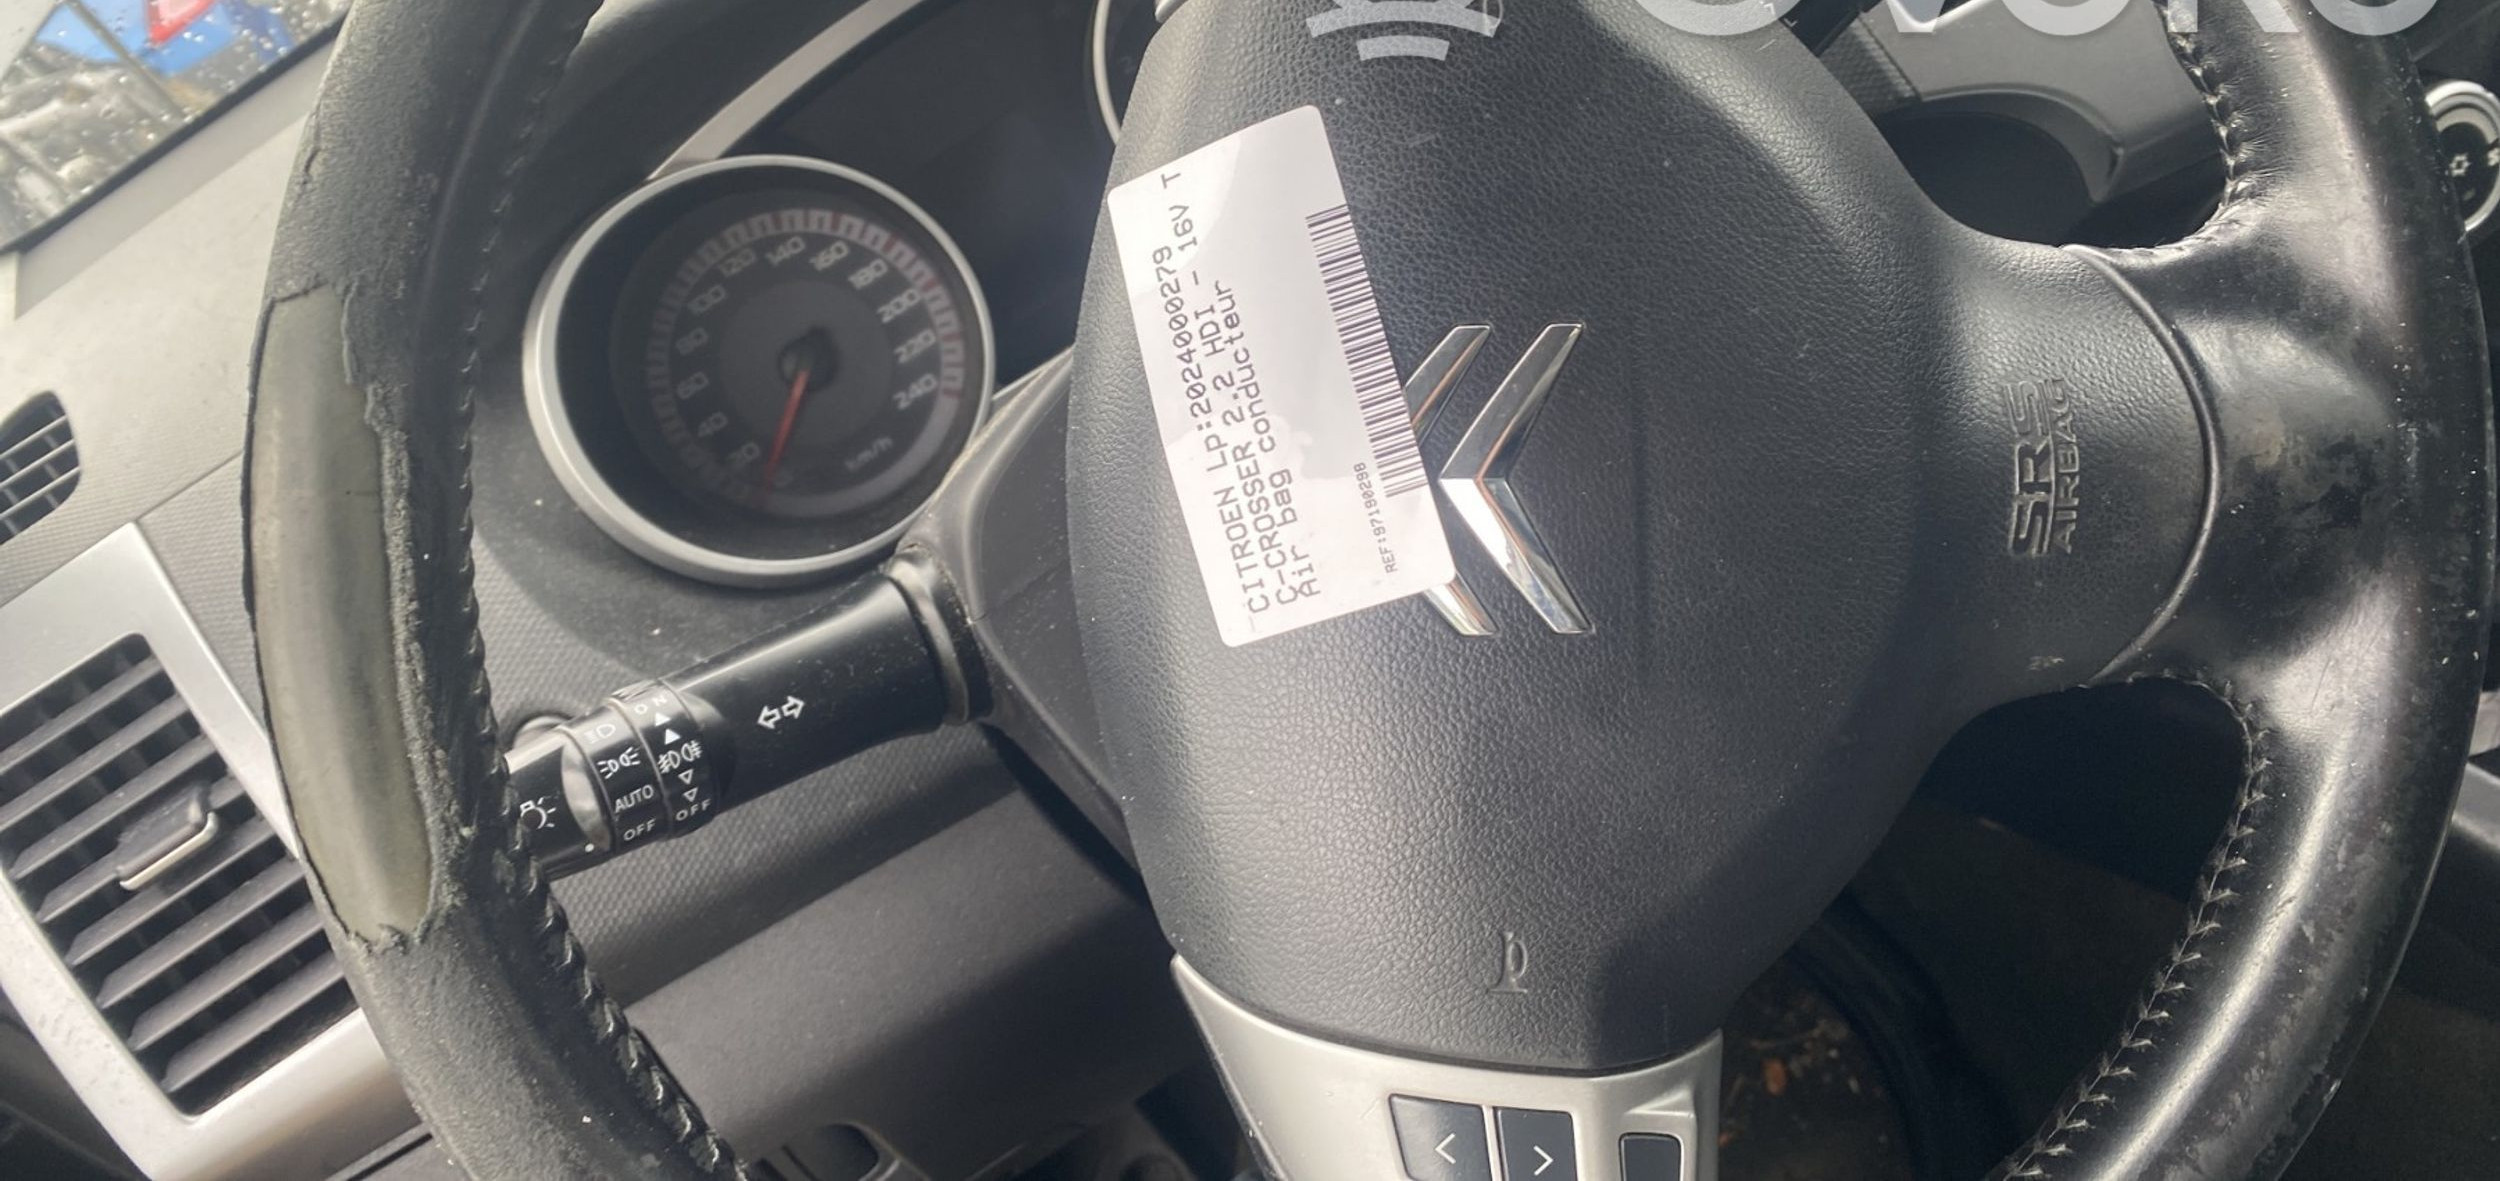 CITROEN Lp:20240000279
C-CROSSER 2.2 HDI - 16V T
Air bag conducteur
REF:9719029B
SRS
AIRBAG
20
40
60
80
100
120
140
160
180
200
220
240
km/h
ON
OFF
AUTO
OFF